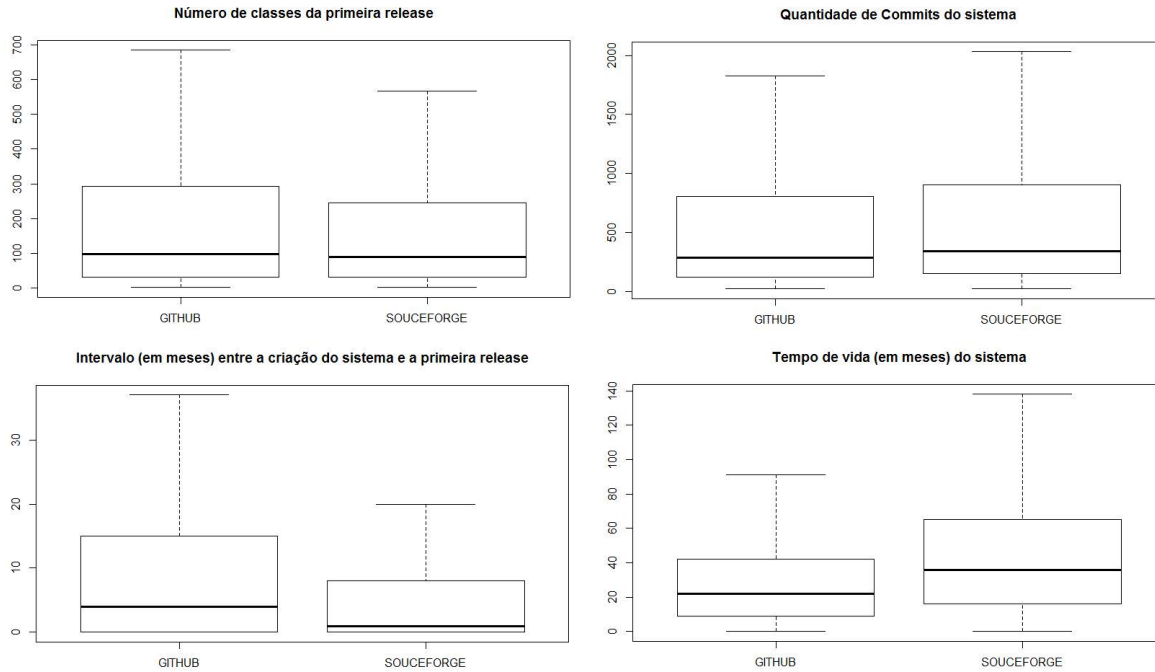 Número de classes da primeira release
700
600
500
400
300
200
100
0
GITHUB
SOUCEFORGE
Quantidade de Commits do sistema
2000
1500
1000
500
0
GITHUB
SOUCEFORGE
Intervalo (em meses) entre a criação do sistema e a primeira release
30
20
10
0
GITHUB
SOUCEFORGE
Tempo de vida (em meses) do sistema
140
120
100
80
60
40
20
0
GITHUB
SOUCEFORGE